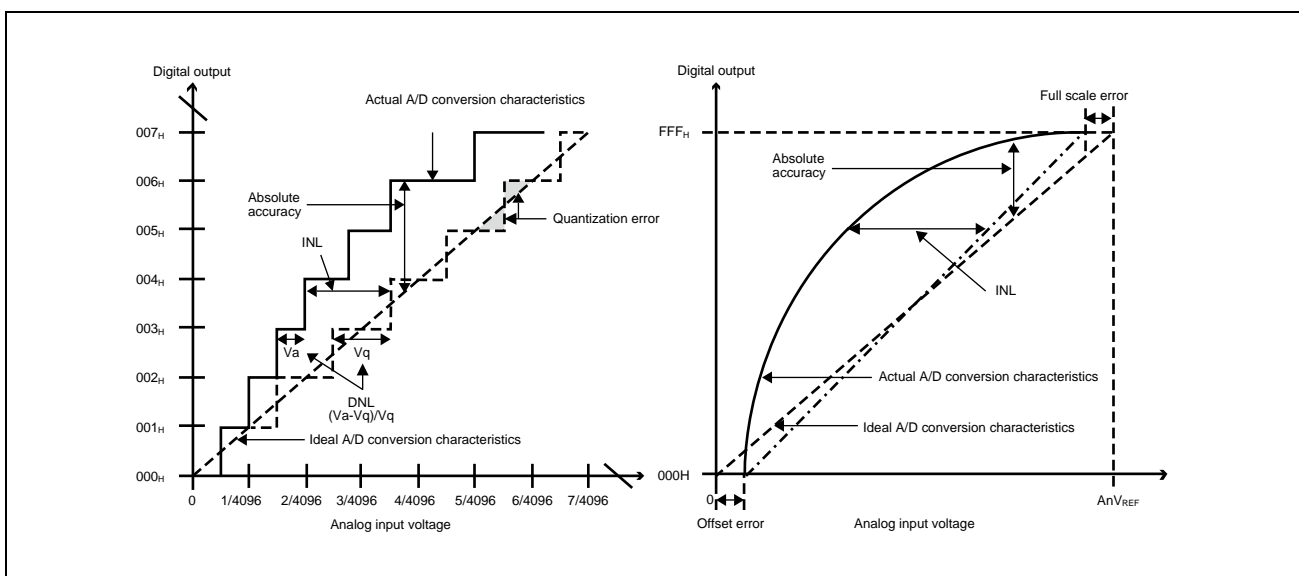 Digital output
Actual A/D conversion characteristics
007H
006H
Absolute
accuracy
Quantization error
005H
INL
004H
003H
Va
Vq
002H
DNL
(Va-Vq)/Vq
001H
Ideal A/D conversion characteristics
000H
0
1/4096
2/4096
3/4096
4/4096
5/4096
6/4096
7/4096
Analog input voltage
Digital output
Full scale error
FFFH
Absolute
accuracy
INL
Actual A/D conversion characteristics
Ideal A/D conversion characteristics
000H
0
AnVREF
Offset error
Analog input voltage